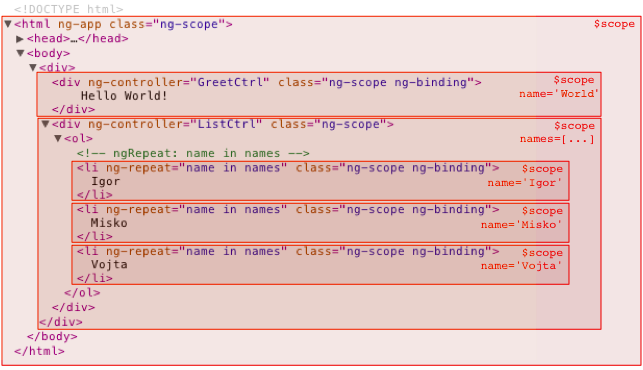 <!DOCTYPE html>
▼<html ng-app class="ng-scope"> $scope
▶<head>…</head>
▼<body>
▼<div>
<div ng-controller="GreetCtrl" class="ng-scope ng-binding"> $scope
Hello World! name='World'
</div>
▼<div ng-controller="ListCtrl" class="ng-scope"> $scope
▼<ol> names=[...]
<!-- ngRepeat: name in names -->
<li ng-repeat="name in names" class="ng-scope ng-binding"> $scope
Igor name='Igor'
</li>
<li ng-repeat="name in names" class="ng-scope ng-binding"> $scope
Misko name='Misko'
</li>
<li ng-repeat="name in names" class="ng-scope ng-binding"> $scope
Vojta name='Vojta'
</li>
</ol>
</div>
</div>
</body>
</html>